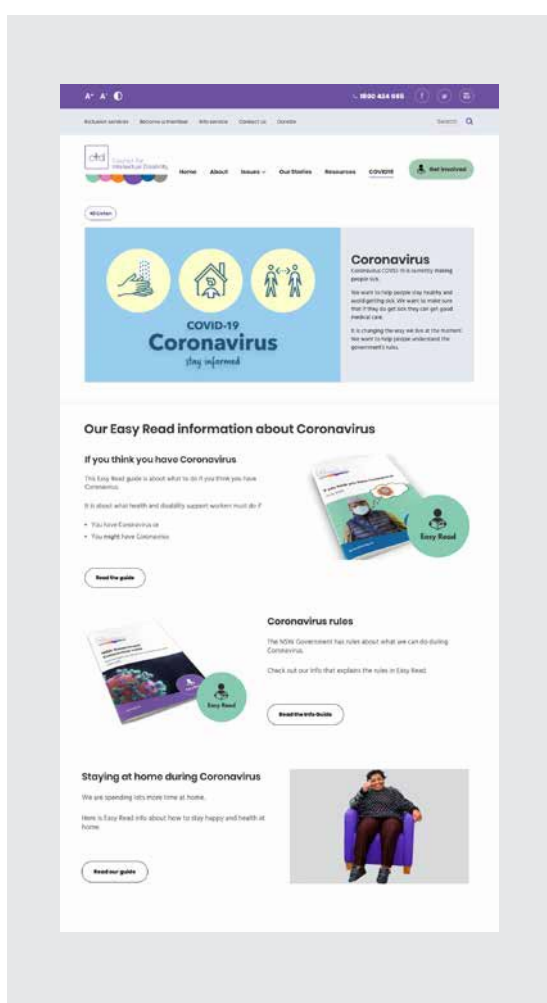 A+ A-
1800 424 065
Inclusion services Become a member Info service Contact us Donate Search
cid Council for
Intellectual Disability
Home About Issues Our Stories Resources COVID19 Get Involved
Listen
COVID-19
Coronavirus
stay informed
Coronavirus
Coronavirus COVID-19 is currently making
people sick.
We want to help people stay healthy and
avoid getting sick. We want to make sure
that if they do get sick they can get good
medical care.
It is changing the way we live at the moment.
We want to help people understand the
government's rules.
Our Easy Read information about Coronavirus
If you think you have Coronavirus
This Easy Read guide is about what to do if you think you have
Coronavirus.
It is about what health and disability support workers must do if
• You have Coronavirus or
• You might have Coronavirus
Read the guide
If you think you have Coronavirus
Easy Read
Coronavirus rules
The NSW Government has rules about what we can do during
Coronavirus.
Check out our info that explains the rules in Easy Read.
Read the Info Guide
Easy Read
Staying at home during Coronavirus
We are spending lots more time at home.
Here is Easy Read info about how to stay happy and health at
home.
Read our guide